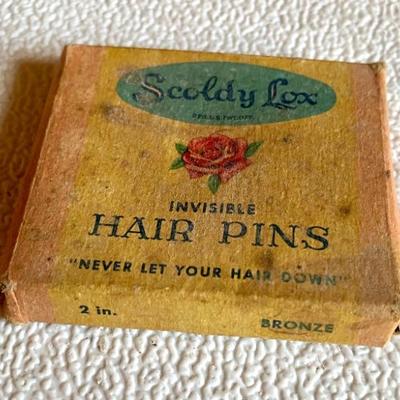 Scoldy Lox
INVISIBLE
HAIR PINS
"NEVER LET YOUR HAIR DOWN"
2 in.
BRONZE